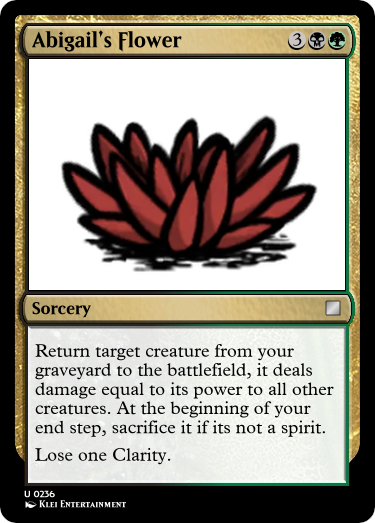 Abigail's Flower 3
Sorcery
Return target creature from your
graveyard to the battlefield, it deals
damage equal to its power to all other
creatures. At the beginning of your
end step, sacrifice it if its not a spirit.
Lose one Clarity.
U 0236
Klei Entertainment